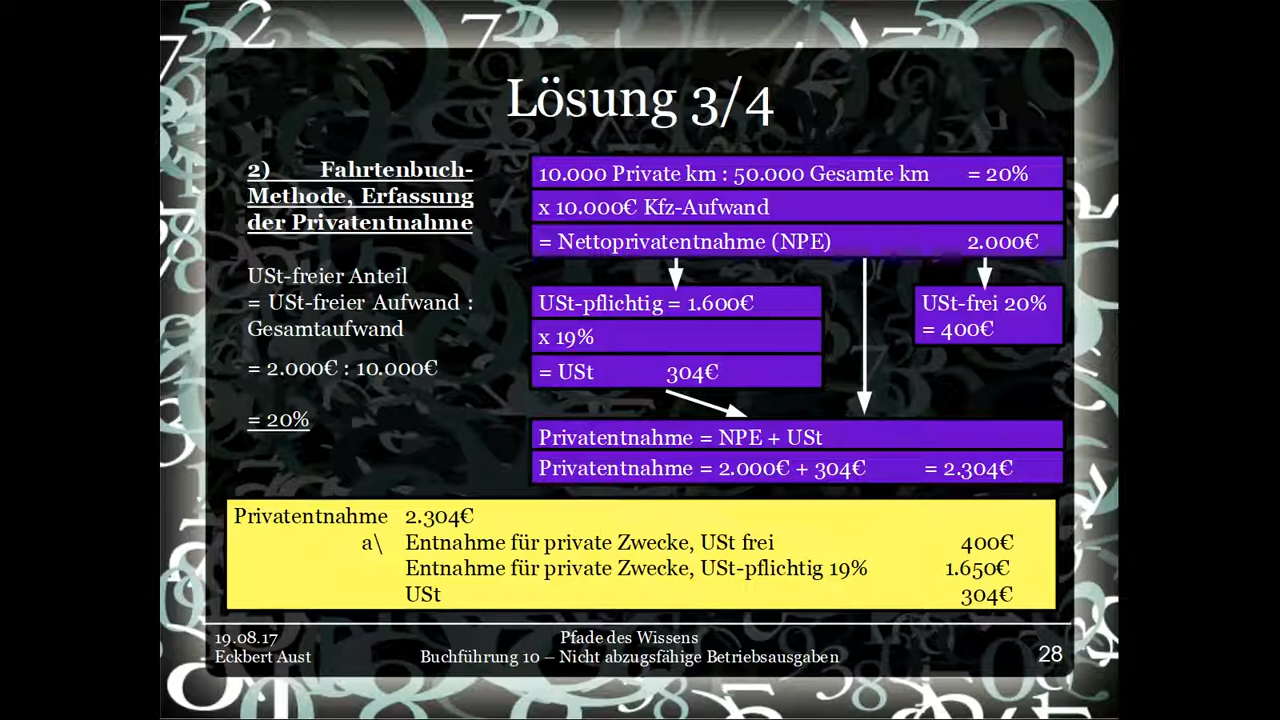 Lösung 3/4
2) Fahrtenbuch-
Methode, Erfassung
der Privatentnahme
USt-freier Anteil
= USt-freier Aufwand :
Gesamtaufwand
= 2.000€ : 10.000€
= 20%
10.000 Private km : 50.000 Gesamte km = 20%
x 10.000€ Kfz-Aufwand
= Nettoprivatentnahme (NPE) 2.000€
USt-pflichtig = 1.600€
x 19%
= USt 304€
USt-frei 20%
= 400€
Privatentnahme = NPE + USt
Privatentnahme = 2.000€ + 304€ = 2.304€
Privatentnahme 2.304€
a\ Entnahme für private Zwecke, USt frei 400€
Entnahme für private Zwecke, USt-pflichtig 19% 1.650€
USt 304€
19.08.17
Eckbert Aust
Pfade des Wissens
Buchführung 10 – Nicht abzugsfähige Betriebsausgaben
28